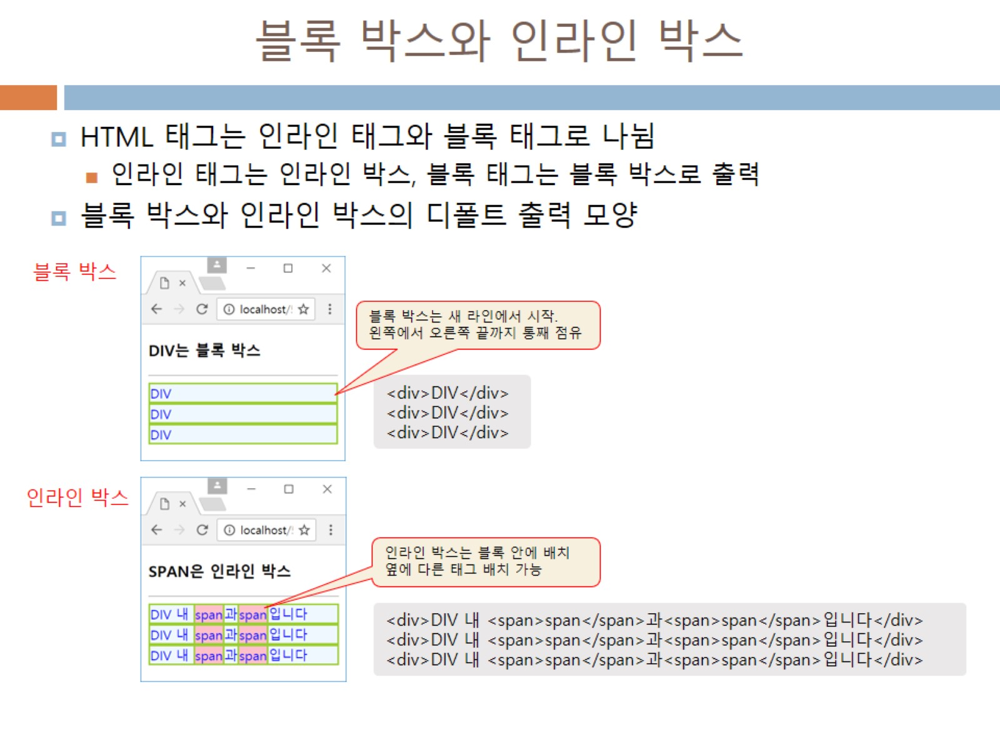 블록 박스와 인라인 박스
HTML 태그는 인라인 태그와 블록 태그로 나뉨
인라인 태그는 인라인 박스, 블록 태그는 블록 박스로 출력
블록 박스와 인라인 박스의 디폴트 출력 모양
블록 박스
localhost/
블록 박스는 새 라인에서 시작.
왼쪽에서 오른쪽 끝까지 통째 점유
DIV는 블록 박스
DIV
DIV
DIV
<div>DIV</div>
<div>DIV</div>
<div>DIV</div>
인라인 박스
localhost/
인라인 박스는 블록 안에 배치
옆에 다른 태그 배치 가능
SPAN은 인라인 박스
DIV 내 span과span입니다
DIV 내 span과span입니다
DIV 내 span과span입니다
<div>DIV 내 <span>span</span>과<span>span</span>입니다</div>
<div>DIV 내 <span>span</span>과<span>span</span>입니다</div>
<div>DIV 내 <span>span</span>과<span>span</span>입니다</div>